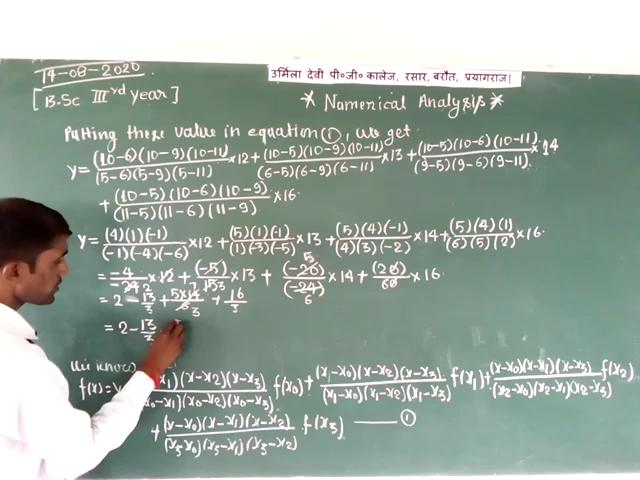 14-08-2020
उर्मिला देवी पी०जी० कालेज, रसार, बरौत, प्रयागराज।
[B.Sc IIIrd year]
* Numerical Analysis *
Putting these value in equation ①, we get
y = (10-6)(10-9)(10-11)/(5-6)(5-9)(5-11) ×12 + (10-5)(10-9)(10-11)/(6-5)(6-9)(6-11) ×13 + (10-5)(10-6)(10-11)/(9-5)(9-6)(9-11) ×14
+ (10-5)(10-6)(10-9)/(11-5)(11-6)(11-9) ×16.
y = (4)(1)(-1)/(-1)(-4)(-6) ×12 + (5)(1)(-1)/(1)(-3)(-5) ×13 + (5)(4)(-1)/(4)(3)(-2) ×14 + (5)(4)(1)/(6)(5)(2) ×16.
= -4/-24 ×12 + (-5)/15 ×13 + (-20)/(-24) ×14 + (20)/60 ×16
= 2 - 13/3 + 5×14/6 + 16/3
= 2 - 13/3
We know
f(x) = (x-x2)(x-x3)/(x0-x1)(x0-x2)(x0-x3) f(x0) + (x-x0)(x-x2)(x-x3)/(x1-x0)(x1-x2)(x1-x3) f(x1) + (x-x0)(x-x1)(x-x3)/(x2-x0)(x2-x1)(x2-x3) f(x2)
+ (x-x0)(x-x1)(x-x2)/(x3-x0)(x3-x1)(x3-x2) f(x3) — ①